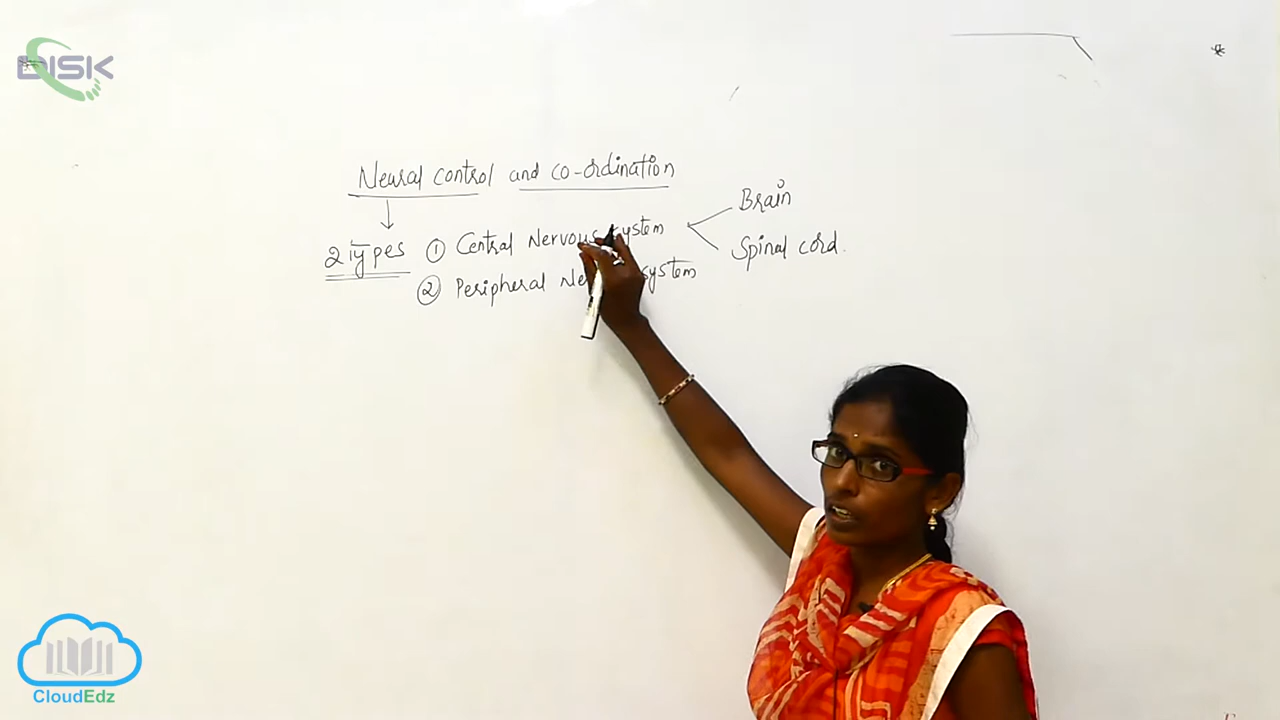 DISK
Neural control and co-ordination
2 Types ① Central Nervous system
Brain
Spinal cord.
② Peripheral system
CloudEdz